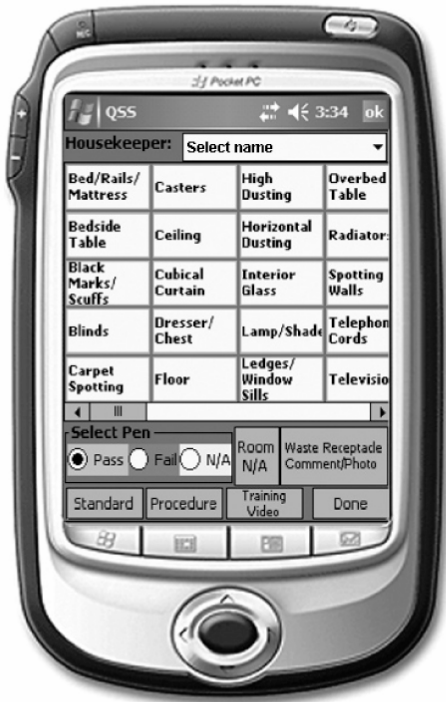 REC
Pocket PC
QSS 3:34 ok
Housekeeper: Select name
Bed/Rails/ Mattress
Casters
High Dusting
Overbed Table
Bedside Table
Ceiling
Horizontal Dusting
Radiators
Black Marks/ Scuffs
Cubical Curtain
Interior Glass
Spotting Walls
Blinds
Dresser/ Chest
Lamp/Shade
Telephon Cords
Carpet Spotting
Floor
Ledges/ Window Sills
Televisio
Select Pen
Pass Fail N/A
Room N/A
Waste Receptacle Comment/Photo
Standard Procedure Training Video Done